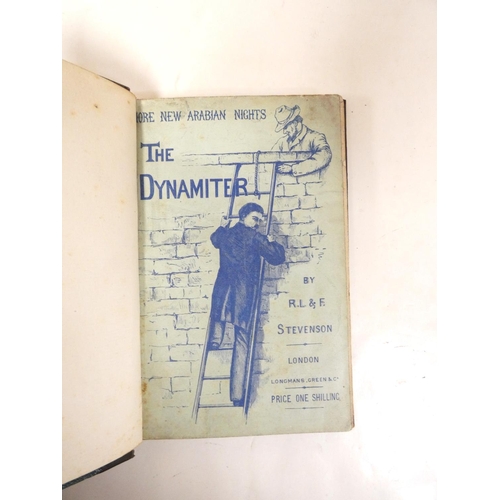 MORE NEW ARABIAN NIGHTS
THE
DYNAMITER
BY
R.L. & F.
STEVENSON
LONDON
LONGMANS, GREEN & Co
PRICE ONE SHILLING